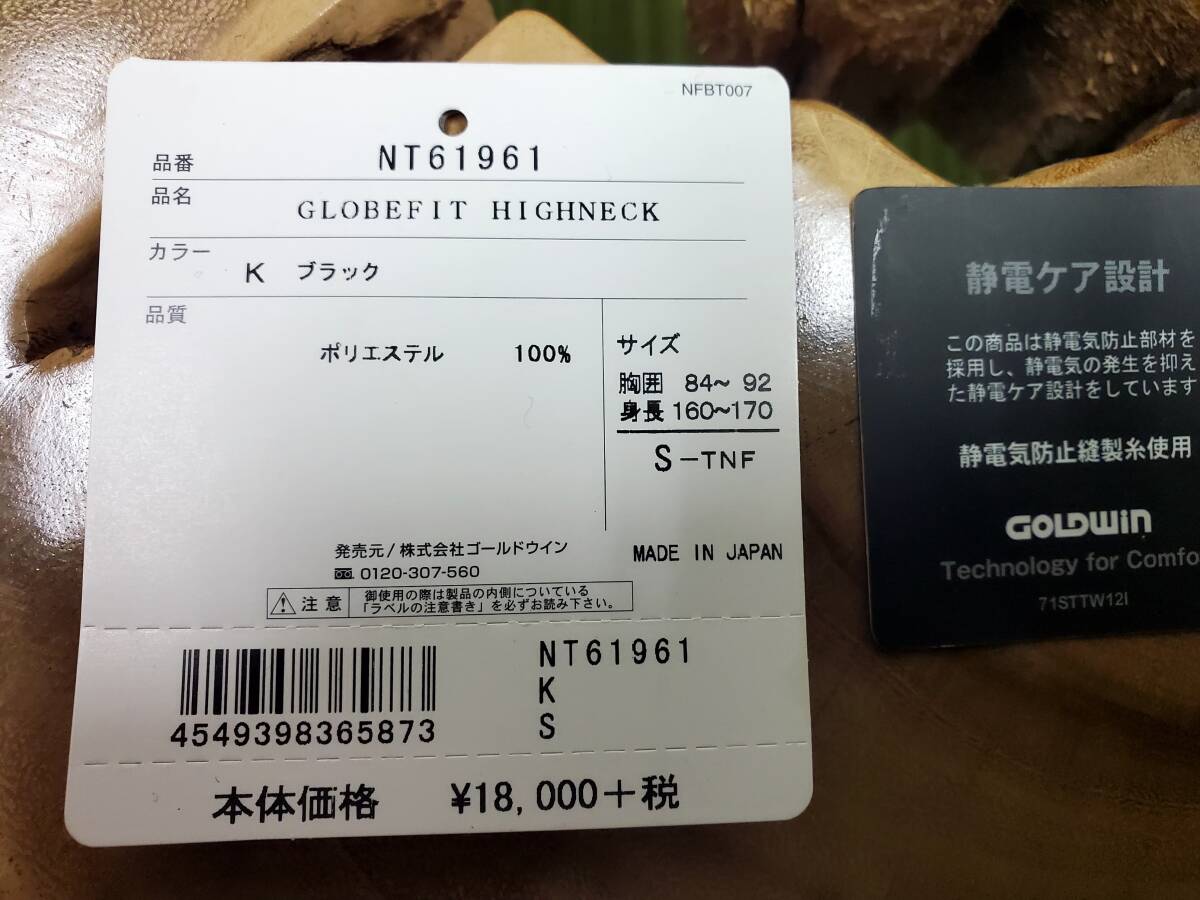 NFBT007
品番 NT61961
品名 GLOBEFIT HIGHNECK
カラー K ブラック
品質
ポリエステル 100%
サイズ
胸囲 84～ 92
身長 160～170
S－TNF
発売元/株式会社ゴールドウイン
0120-307-560
MADE IN JAPAN
注意
御使用の際は製品の内側についている
「ラベルの注意書き」を必ずお読み下さい。
NT61961
K
S
4549398365873
本体価格 ¥18,000＋税
静電ケア設計
この商品は静電気防止部材を
採用し、静電気の発生を抑え
た静電ケア設計をしています
静電気防止縫製糸使用
GOLDWIN
Technology for Comfo
71STTW12I